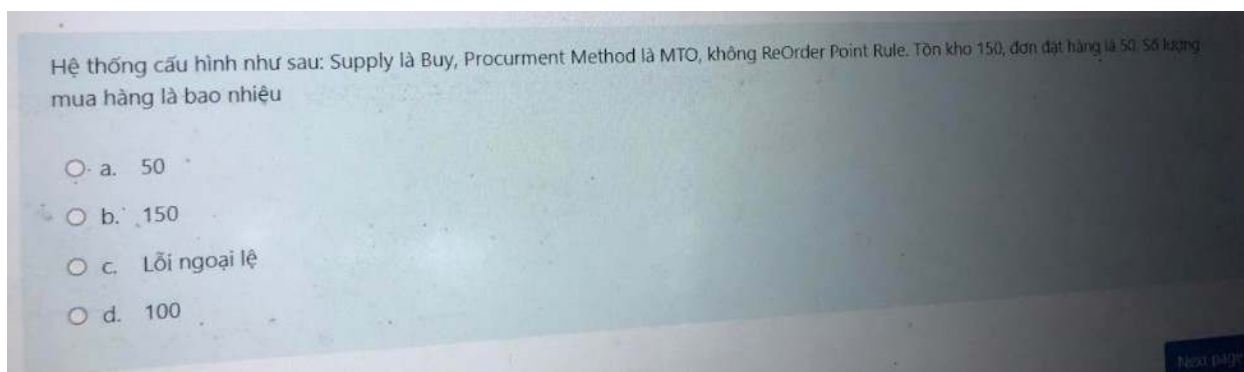 Hệ thống cấu hình như sau: Supply là Buy, Procurment Method là MTO, không ReOrder Point Rule. Tồn kho 150, đơn đặt hàng là 50. Số lượng
mua hàng là bao nhiêu
a. 50
b. 150
c. Lỗi ngoại lệ
d. 100
Next page